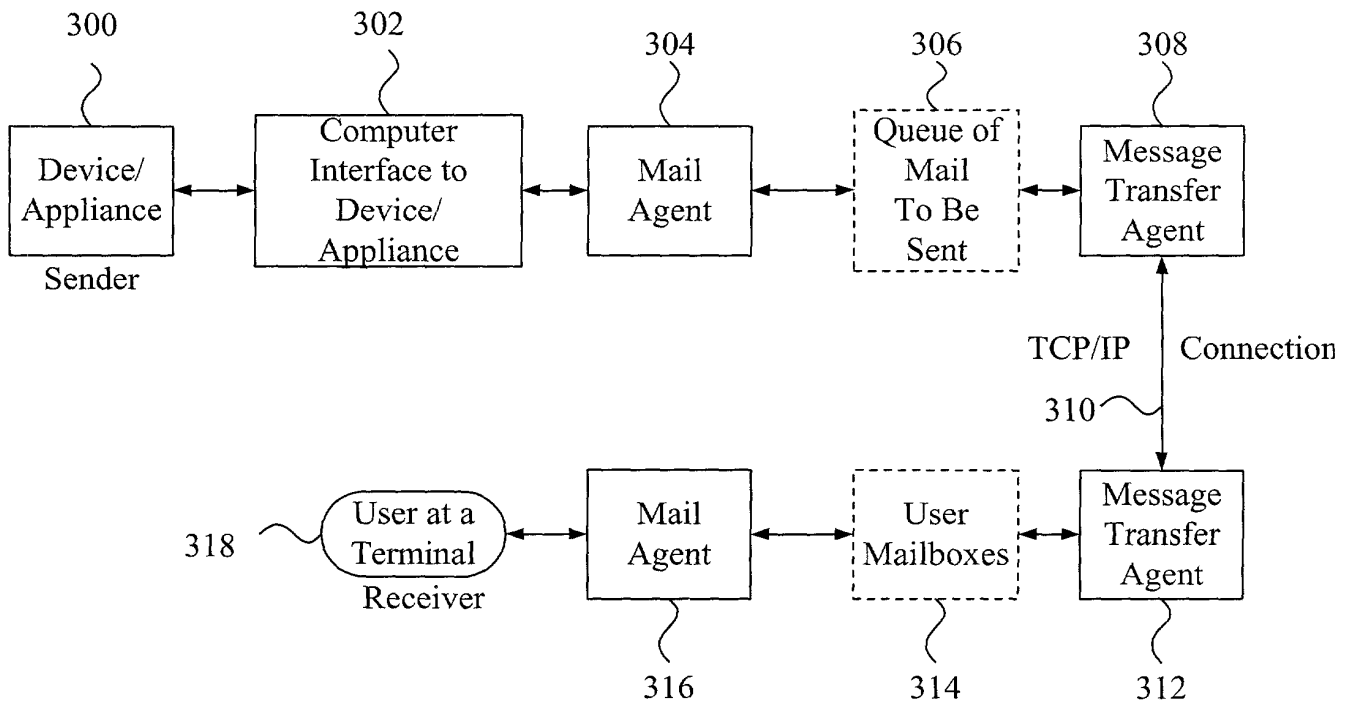 300
302
304
306
308
Device/
Appliance
Sender
Computer
Interface to
Device/
Appliance
Mail
Agent
Queue of
Mail
To Be
Sent
Message
Transfer
Agent
TCP/IP Connection
310
318
User at a
Terminal
Receiver
Mail
Agent
User
Mailboxes
Message
Transfer
Agent
316
314
312